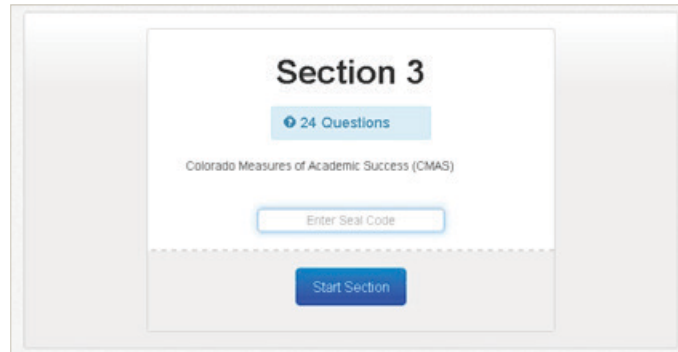 Section 3
24 Questions
Colorado Measures of Academic Success (CMAS)
Enter Seal Code
Start Section